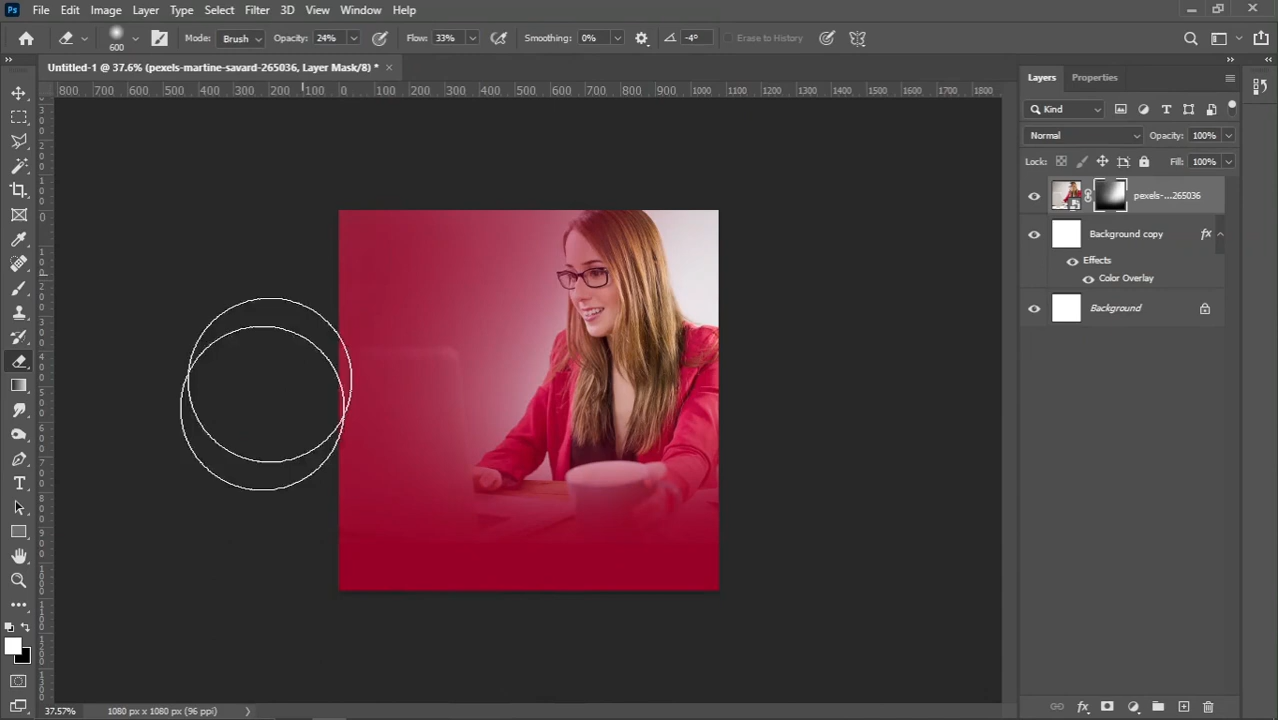 Ps File Edit Image Layer Type Select Filter 3D View Window Help
600 Mode: Brush Opacity: 24% Flow: 33% Smoothing: 0% -4° Erase to History
Untitled-1 @ 37.6% (pexels-martine-savard-265036, Layer Mask/8) * ×
800 700 600 500 400 300 200 100 0 100 200 300 400 500 600 700 800 900 1000 1100 1200 1300 1400 1500 1600 1700 1800
Layers Properties
Kind
Normal Opacity: 100%
Lock: Fill: 100%
pexels-...265036
Background copy fx
Effects
Color Overlay
Background
37.57% 1080 px x 1080 px (96 ppi)